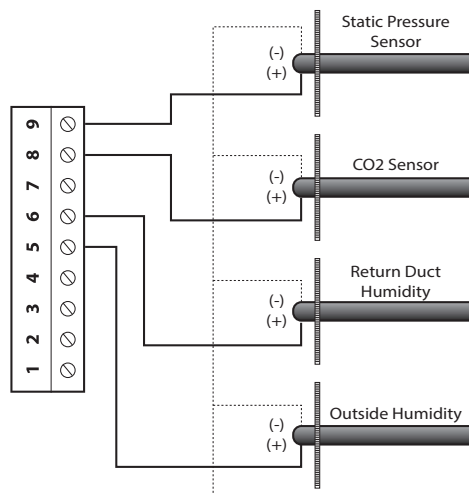 Static Pressure
Sensor
(-)
(+)
9
8
7
6
5
4
3
2
1
CO2 Sensor
(-)
(+)
Return Duct
Humidity
(-)
(+)
Outside Humidity
(-)
(+)